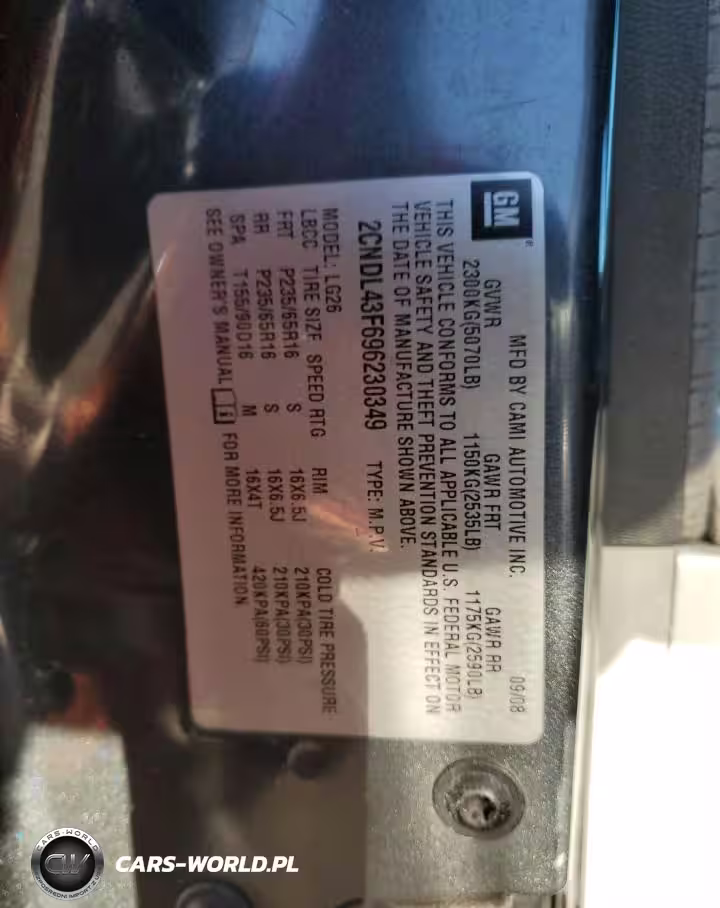 GM
®
MFD BY CAMI AUTOMOTIVE INC. 09/08
GVWR GAWR FRT GAWR RR
2300KG(5070LB) 1150KG(2535LB) 1175KG(2590LB)
THIS VEHICLE CONFORMS TO ALL APPLICABLE U.S. FEDERAL MOTOR
VEHICLE SAFETY AND THEFT PREVENTION STANDARDS IN EFFECT ON
THE DATE OF MANUFACTURE SHOWN ABOVE.
2CNDL43F696230349 TYPE: M.P.V.
MODEL: LG26
LBCC TIRE SIZE SPEED RTG RIM COLD TIRE PRESSURE
FRT P235/65R16 S 16X6.5J 210KPA(30PSI)
RR P235/65R16 S 16X6.5J 210KPA(30PSI)
SPA T155/90D16 M 16X4T 420KPA(60PSI)
SEE OWNER'S MANUAL FOR MORE INFORMATION
CARS-WORLD
CW
CARS-WORLD.PL